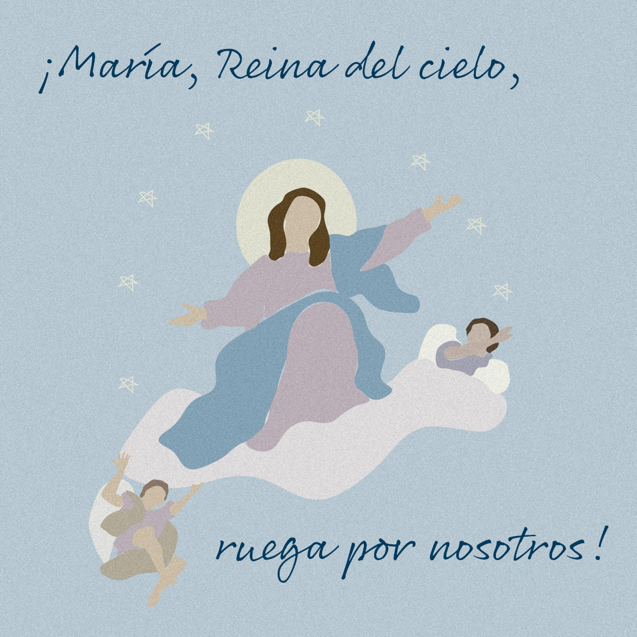 ¡María, Reina del cielo,
ruega por nosotros!